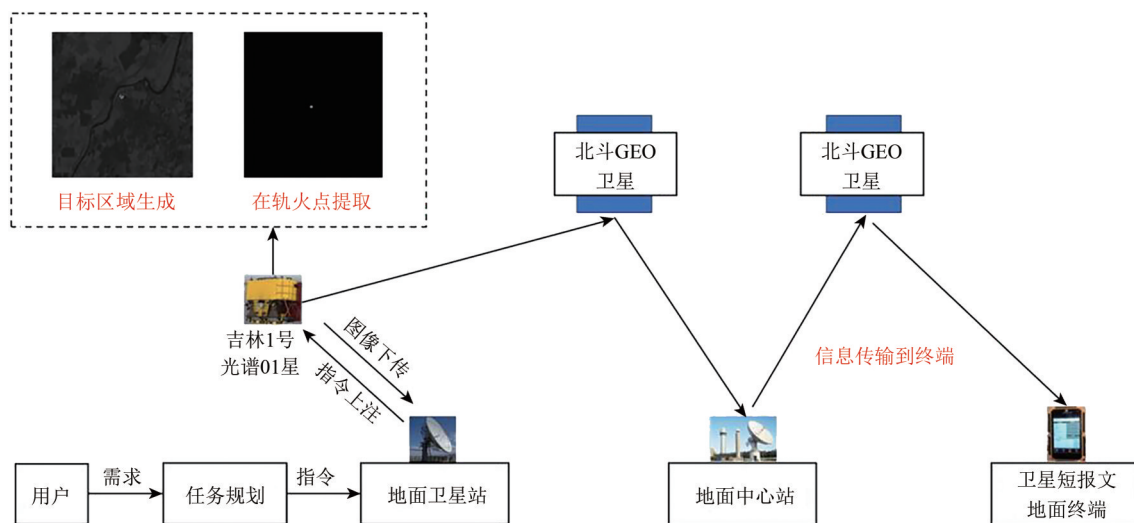 目标区域生成
在轨火点提取
北斗GEO
卫星
北斗GEO
卫星
吉林1号
光谱01星
图像下传
指令上注
信息传输到终端
用户
需求
任务规划
指令
地面卫星站
地面中心站
卫星短报文
地面终端